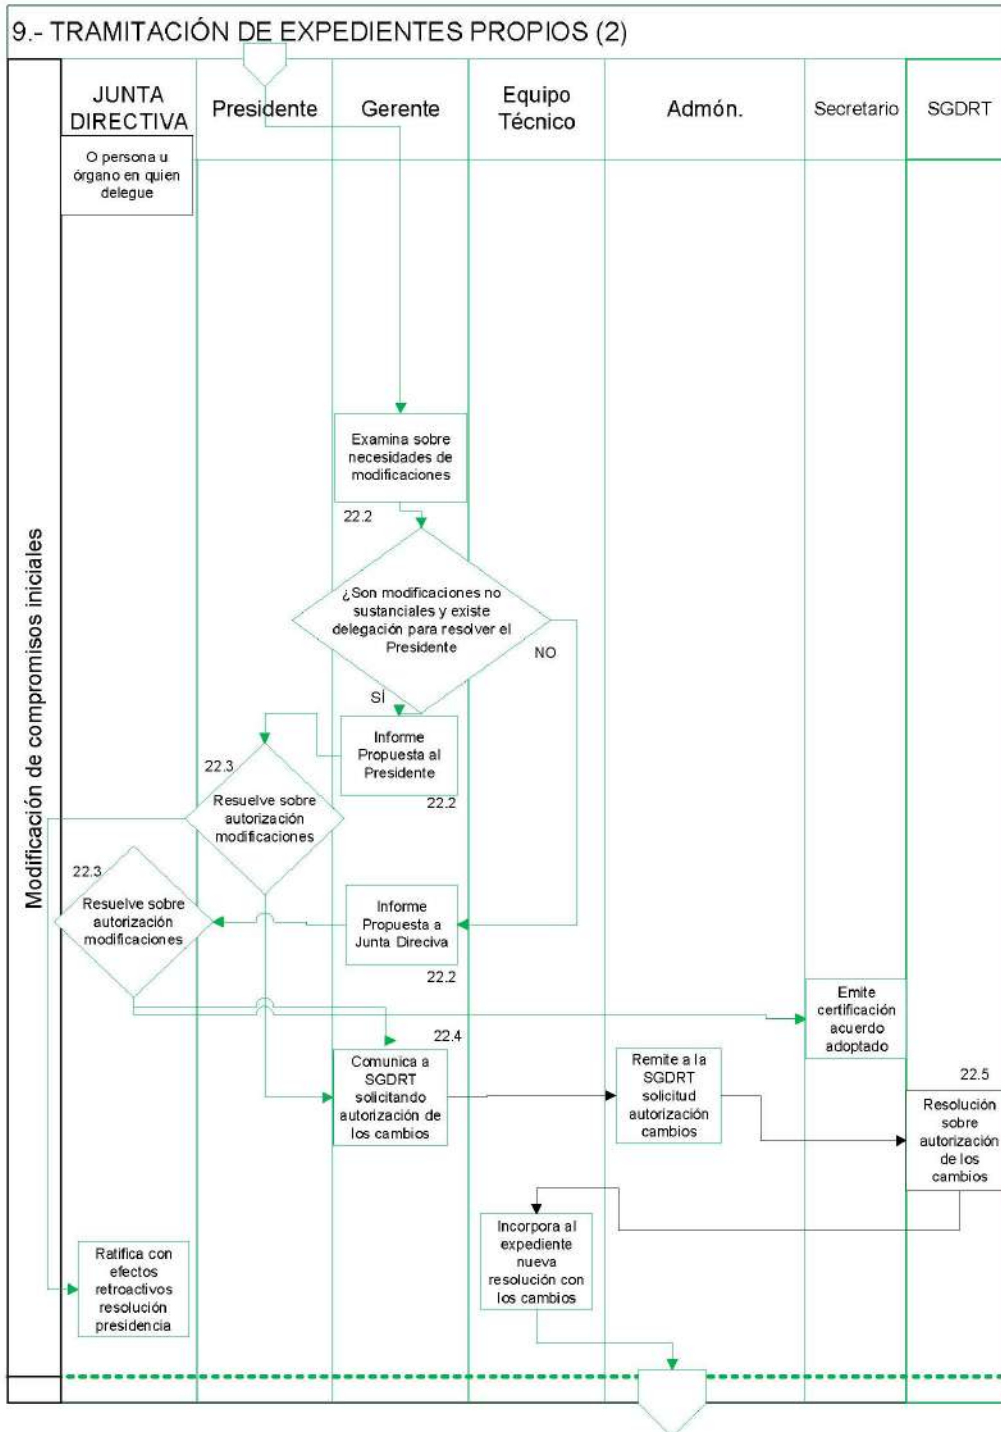 9.- TRAMITACIÓN DE EXPEDIENTES PROPIOS (2)
JUNTA
DIRECTIVA
Presidente
Gerente
Equipo
Técnico
Admón.
Secretario
SGDRT
O persona u
órgano en quien
delegue
Modificación de compromisos iniciales
Examina sobre
necesidades de
modificaciones
22.2
¿Son modificaciones no
sustanciales y existe
delegación para resolver el
Presidente
NO
SÍ
Informe
Propuesta al
Presidente
22.2
22.3
Resuelve sobre
autorización
modificaciones
22.3
Resuelve sobre
autorización
modificaciones
Informe
Propuesta a
Junta Direciva
22.2
Emite
certificación
acuerdo
adoptado
22.4
Comunica a
SGDRT
solicitando
autorización de
los cambios
Remite a la
SGDRT
solicitud
autorización
cambios
22.5
Resolución
sobre
autorización
de los
cambios
Incorpora al
expediente
nueva
resolución con
los cambios
Ratifica con
efectos
retroactivos
resolución
presidencia